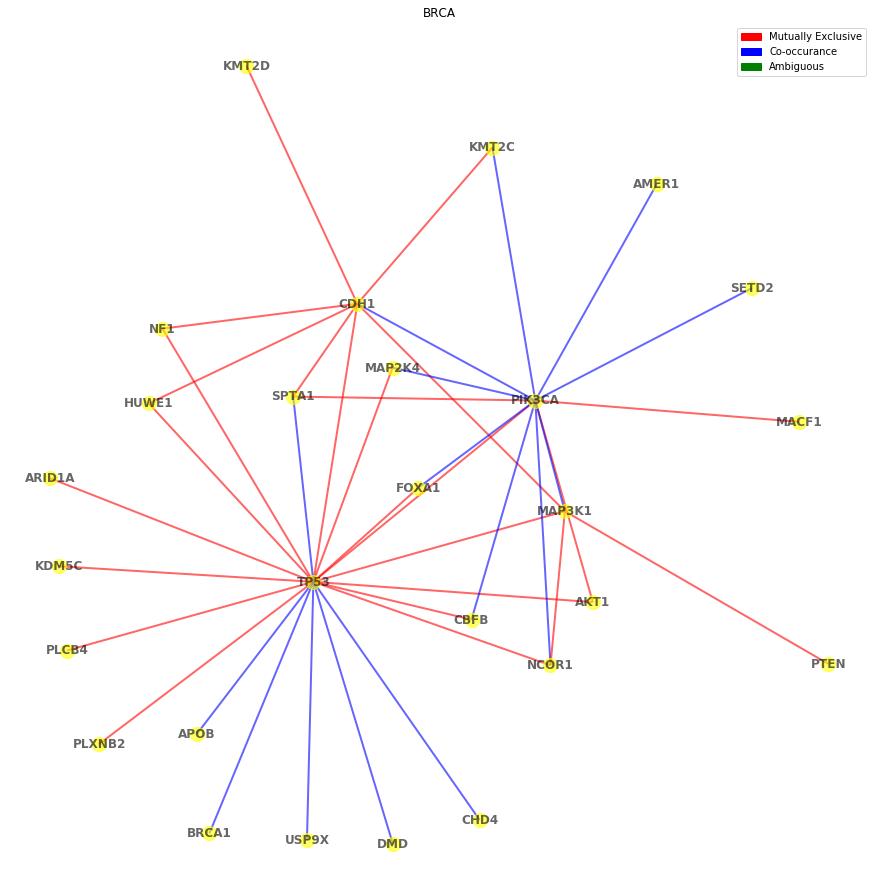 BRCA
Mutually Exclusive
Co-occurance
Ambiguous
KMT2D
KMT2C
AMER1
SETD2
CDH1
NF1
MAP2K4
SPTA1
PIK3CA
HUWE1
MACF1
ARID1A
FOXA1
MAP3K1
KDM5C
TP53
AKT1
CBFB
PLCB4
NCOR1
PTEN
APOB
PLXNB2
CHD4
BRCA1
USP9X
DMD